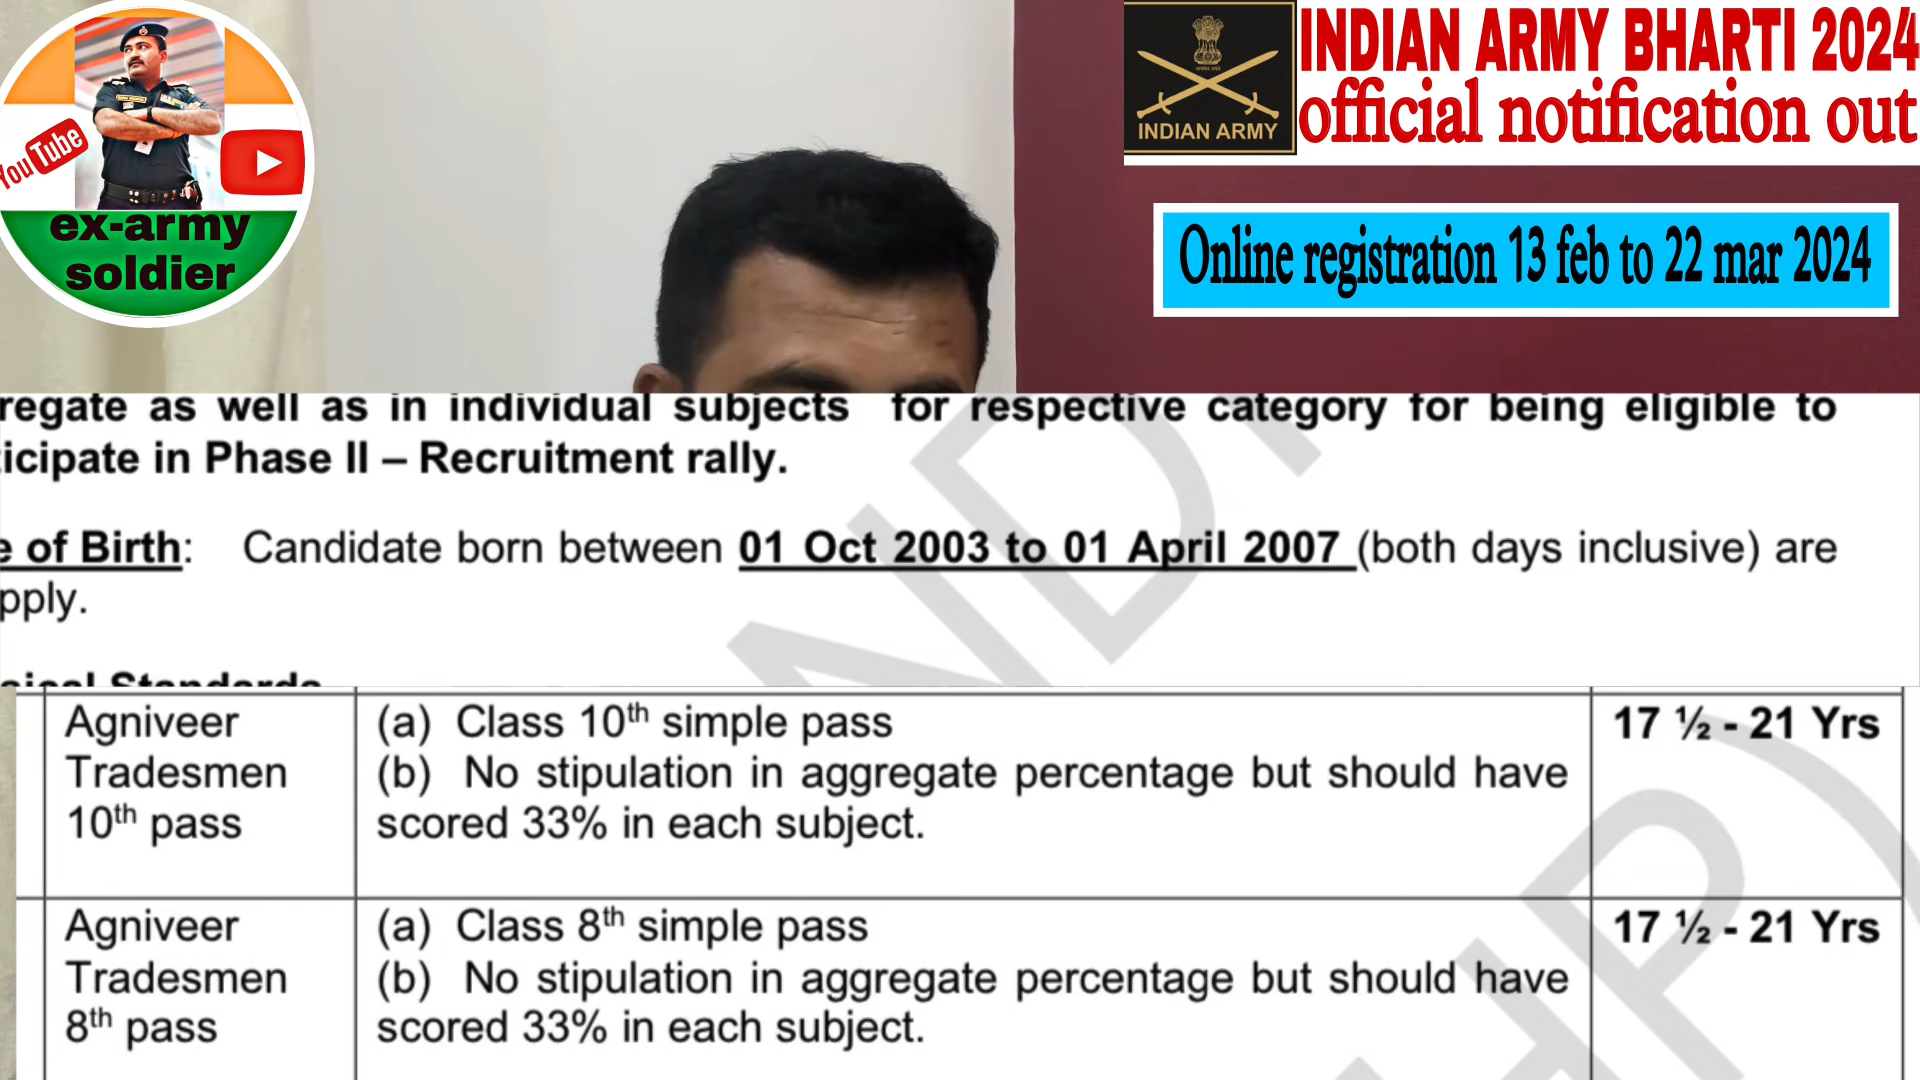 YouTube
ex-army
soldier
INDIAN ARMY
INDIAN ARMY BHARTI 2024
official notification out
Online registration 13 feb to 22 mar 2024
as well as in individual subjects for respective category for being eligible to
in Phase II – Recruitment rally.
of Birth: Candidate born between 01 Oct 2003 to 01 April 2007 (both days inclusive) are
Standards
Agniveer
Tradesmen
10th pass
(a) Class 10th simple pass
(b) No stipulation in aggregate percentage but should have
scored 33% in each subject.
17 ½ - 21 Yrs
Agniveer
Tradesmen
8th pass
(a) Class 8th simple pass
(b) No stipulation in aggregate percentage but should have
scored 33% in each subject.
17 ½ - 21 Yrs